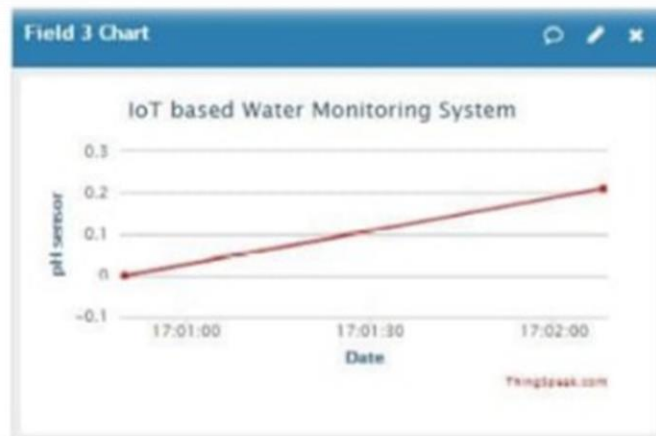 Field 3 Chart
IoT based Water Monitoring System
pH sensor
0.3
0.2
0.1
0
-0.1
17:01:00 17:01:30 17:02:00
Date
ThingSpeak.com